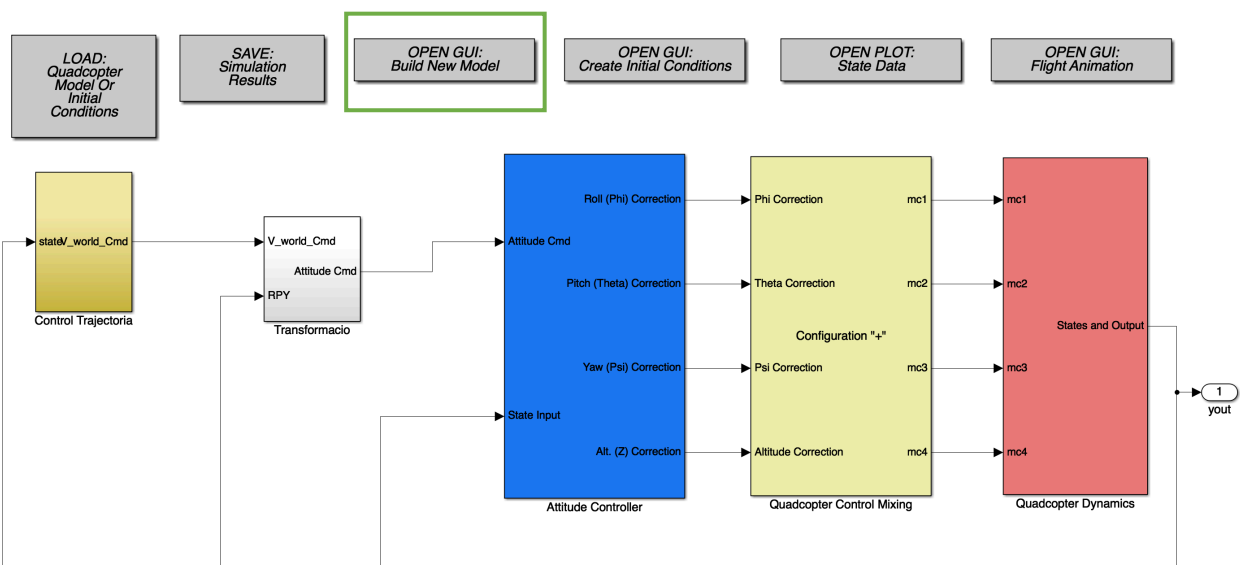 LOAD:
Quadcopter
Model Or
Initial
Conditions
SAVE:
Simulation
Results
OPEN GUI:
Build New Model
OPEN GUI:
Create Initial Conditions
OPEN PLOT:
State Data
OPEN GUI:
Flight Animation
state
V_world_Cmd
Control Trajectoria
V_world_Cmd
Attitude Cmd
RPY
Transformacio
Roll (Phi) Correction
Attitude Cmd
Pitch (Theta) Correction
Yaw (Psi) Correction
State Input
Alt. (Z) Correction
Attitude Controller
Phi Correction
mc1
Theta Correction
mc2
Configuration "+"
Psi Correction
mc3
Altitude Correction
mc4
Quadcopter Control Mixing
mc1
mc2
States and Output
mc3
mc4
Quadcopter Dynamics
1
yout